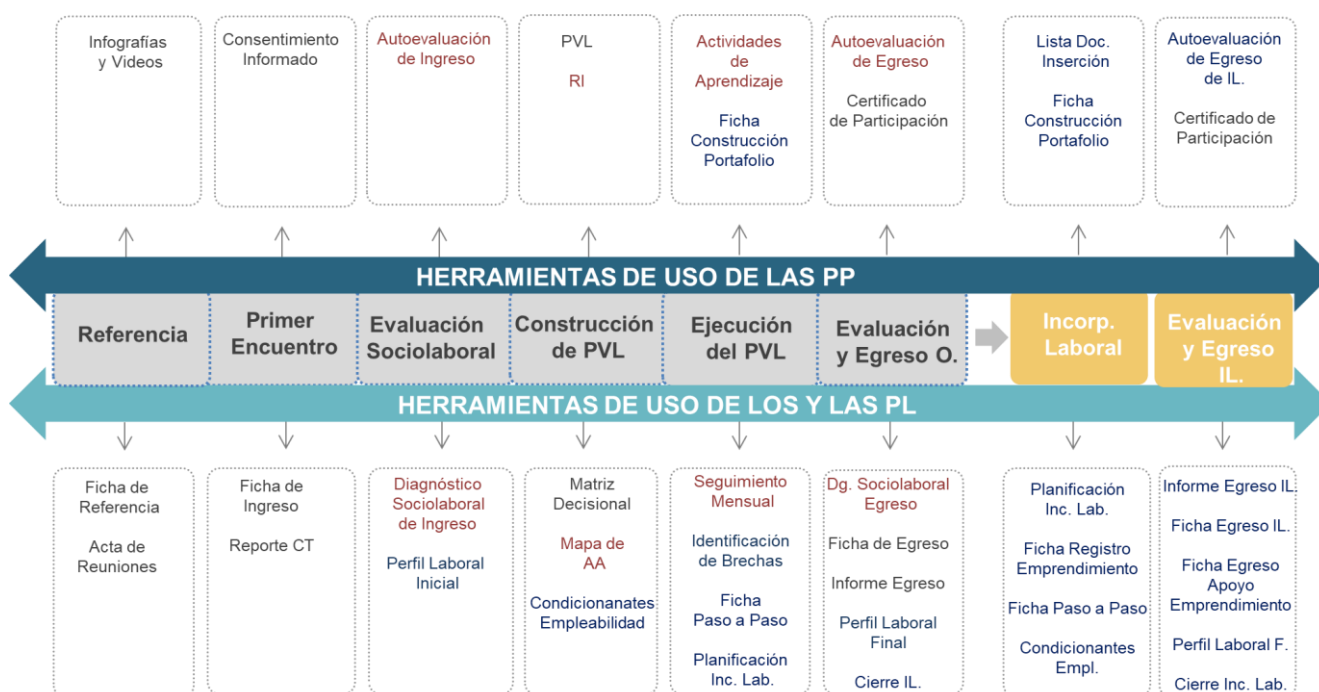 Infografías
y Videos
Consentimiento
Informado
Autoevaluación
de Ingreso
PVL
RI
Actividades
de
Aprendizaje
Ficha
Construcción
Portafolio
Autoevaluación
de Egreso
Certificado
de Participación
Lista Doc.
Inserción
Ficha
Construcción
Portafolio
Autoevaluación
de Egreso
de IL.
Certificado de
Participación
HERRAMIENTAS DE USO DE LAS PP
Referencia
Primer
Encuentro
Evaluación
Sociolaboral
Construcción
de PVL
Ejecución
del PVL
Evaluación
y Egreso O.
Incorp.
Laboral
Evaluación
y Egreso
IL.
HERRAMIENTAS DE USO DE LOS Y LAS PL
Ficha de
Referencia
Acta de
Reuniones
Ficha de
Ingreso
Reporte CT
Diagnóstico
Sociolaboral
de Ingreso
Perfil Laboral
Inicial
Matriz
Decisional
Mapa de
AA
Condicionanates
Empleabilidad
Seguimiento
Mensual
Identificación
de Brechas
Ficha
Paso a Paso
Planificación
Inc. Lab.
Dg. Sociolaboral
Egreso
Ficha de Egreso
Informe Egreso
Perfil Laboral
Final
Cierre IL.
Planificación
Inc. Lab.
Ficha Registro
Emprendimiento
Ficha Paso a Paso
Condicionantes
Empl.
Informe Egreso IL.
Ficha Egreso IL.
Ficha Egreso
Apoyo
Emprendimiento
Perfil Laboral F.
Cierre Inc. Lab.